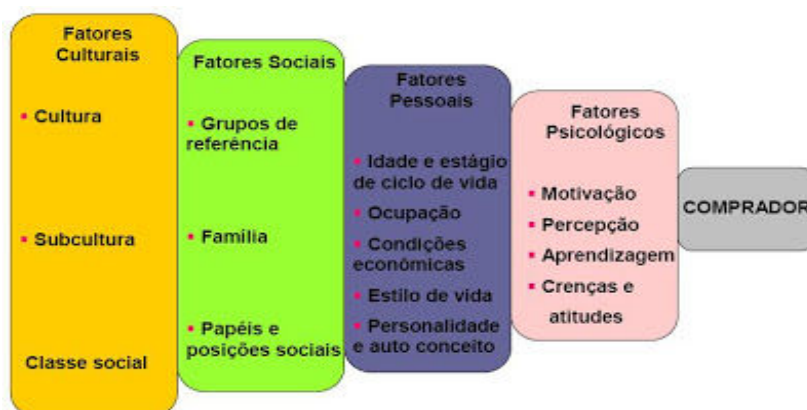 Fatores
Culturais
▪ Cultura
▪ Subcultura
Classe social
Fatores Sociais
▪ Grupos de
referência
▪ Família
▪ Papéis e
posições sociais
Fatores
Pessoais
▪ Idade e estágio
de ciclo de vida
▪ Ocupação
▪ Condições
econômicas
▪ Estilo de vida
▪ Personalidade
e auto conceito
Fatores
Psicológicos
▪ Motivação
▪ Percepção
▪ Aprendizagem
▪ Crenças e
atitudes
COMPRADOR